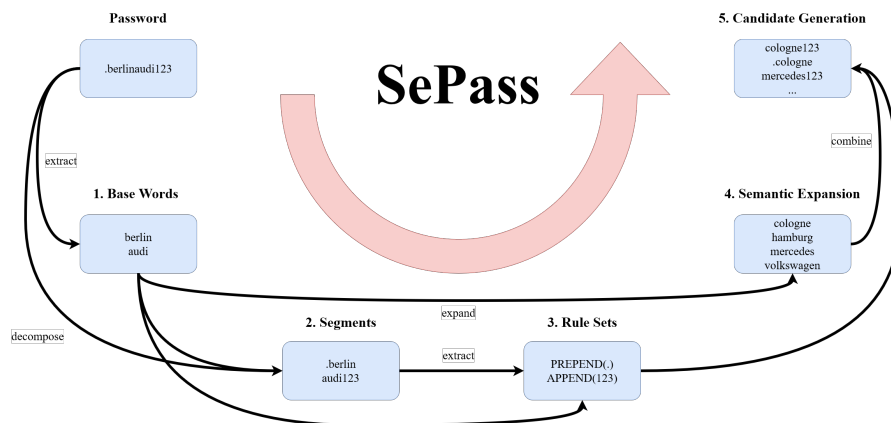 Password
.berlinaudi123
SePass
5. Candidate Generation
cologne123
.cologne
mercedes123
...
extract
combine
1. Base Words
berlin
audi
4. Semantic Expansion
cologne
hamburg
mercedes
volkswagen
expand
decompose
2. Segments
.berlin
audi123
extract
3. Rule Sets
PREPEND(.)
APPEND(123)